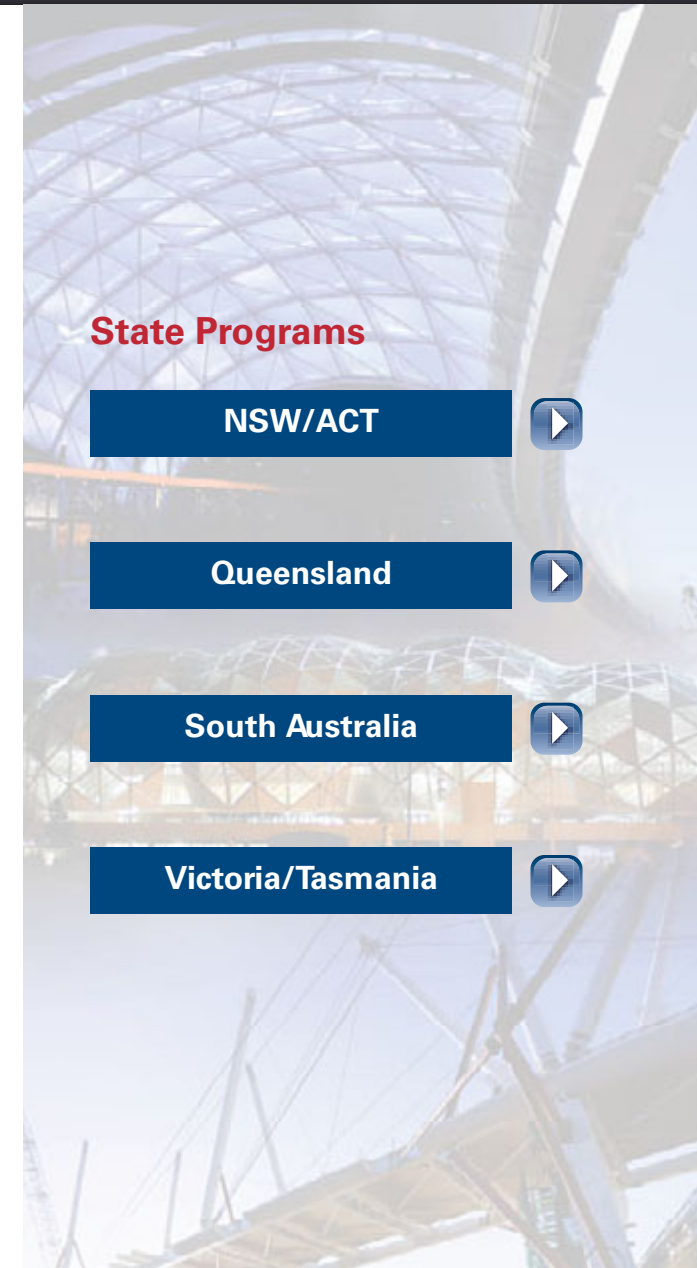 State Programs
NSW/ACT
Queensland
South Australia
Victoria/Tasmania